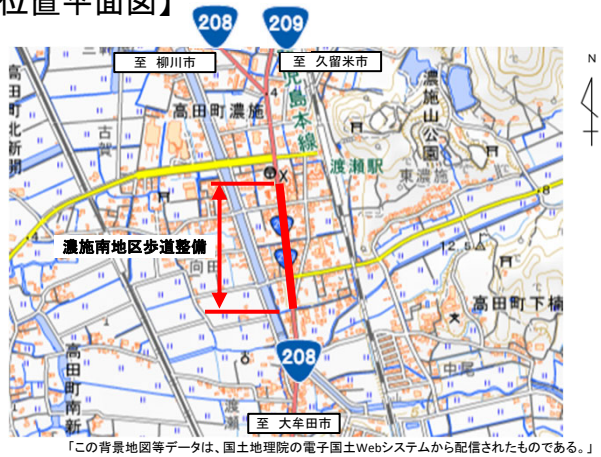 位置平面図】
208
209
至 柳川市
至 久留米市
N
高田町北新開
古賀
高田町濃施
児島本線
濃施山公園
渡瀬駅
東濃施
X
濃施南地区歩道整備
向田
12.5
高田町下楠
208
中尾
高田町南新
渡瀬
至 大牟田市
「この背景地図等データは、国土地理院の電子国土Webシステムから配信されたものである。」